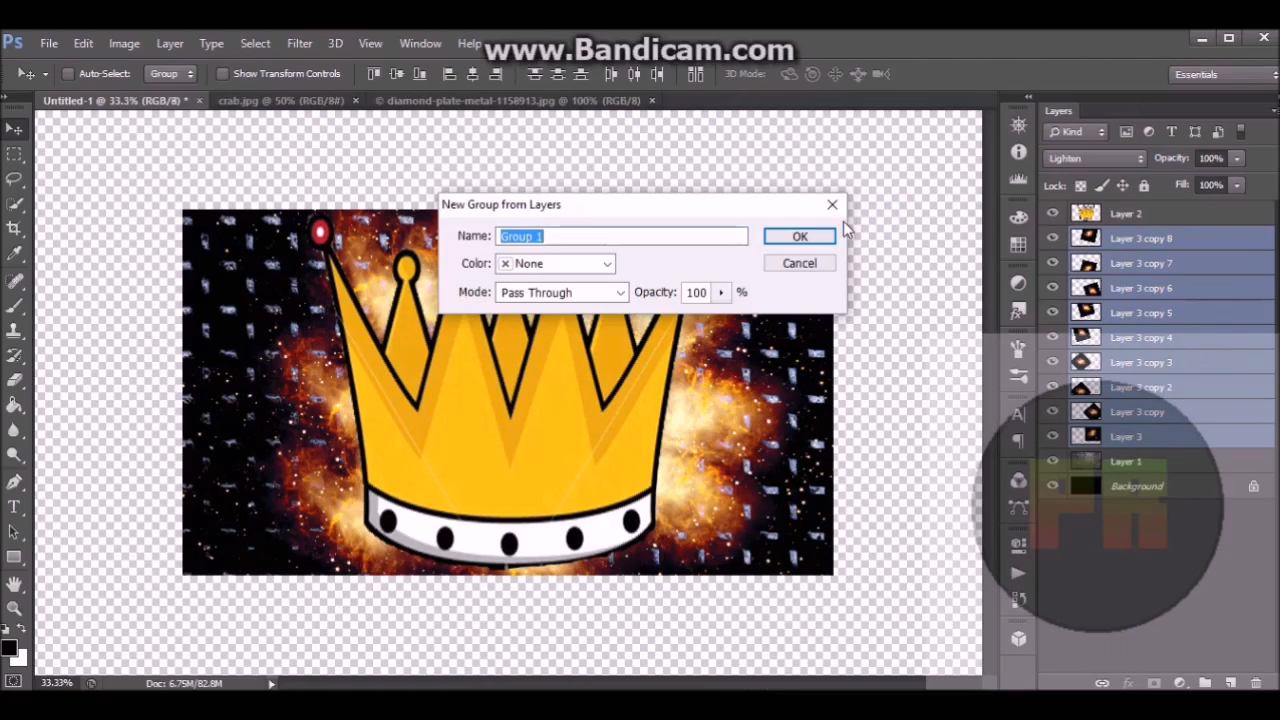 www.Bandicam.com
Ps File Edit Image Layer Type Select Filter 3D View Window Help
Auto-Select: Group Show Transform Controls 3D Mode: Essentials
Untitled-1 @ 33.3% (RGB/8) * × crab.jpg @ 50% (RGB/8#) × © diamond-plate-metal-1158913.jpg @ 100% (RGB/8) ×
Layers
Kind
Lighten Opacity: 100%
Lock: Fill: 100%
New Group from Layers
Name: Group 1 OK
Color: None Cancel
Mode: Pass Through Opacity: 100 %
Layer 2
Layer 3 copy 8
Layer 3 copy 7
Layer 3 copy 6
Layer 3 copy 5
Layer 3 copy 4
Layer 3 copy 3
Layer 3 copy 2
Layer 3 copy
Layer 3
Layer 1
Background
33.33% Doc: 6.75M/82.8M